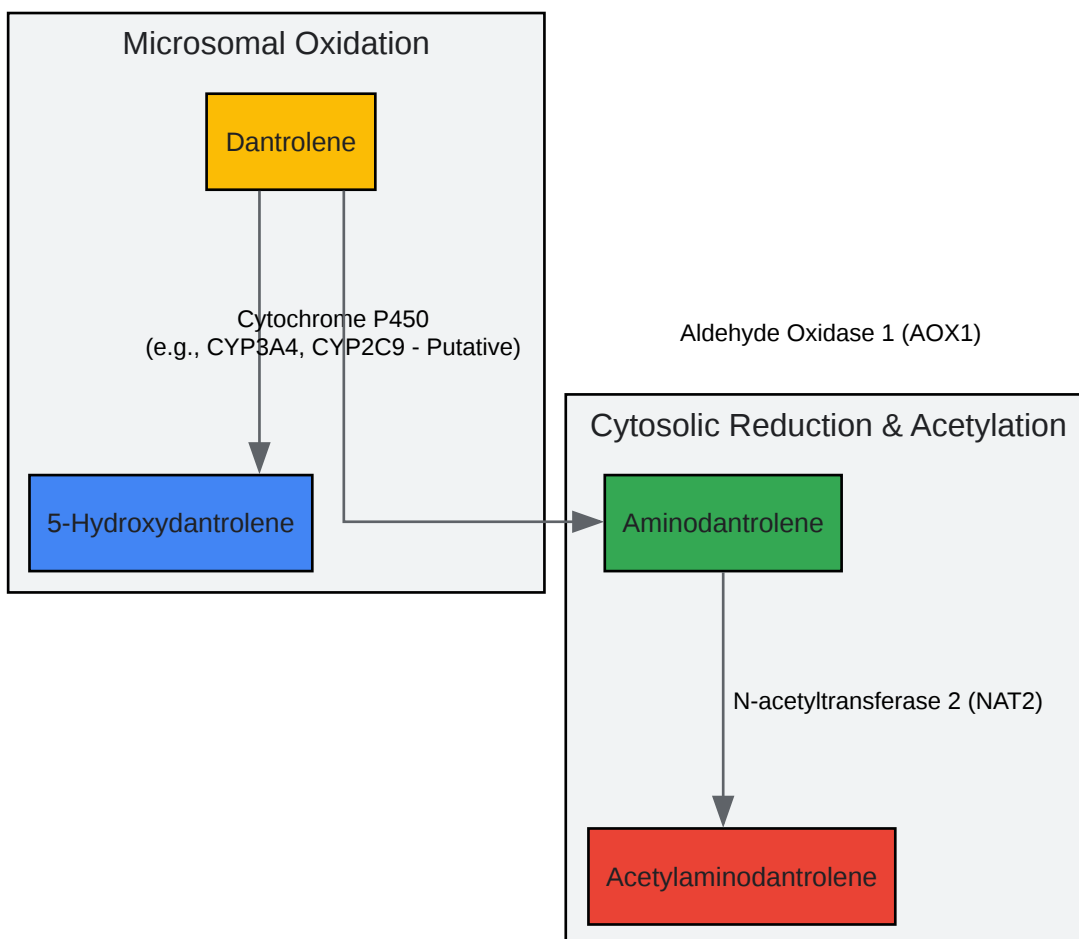 Microsomal Oxidation
Dantrolene
Cytochrome P450
(e.g., CYP3A4, CYP2C9 - Putative)
Aldehyde Oxidase 1 (AOX1)
Cytosolic Reduction & Acetylation
5-Hydroxydantrolene
Aminodantrolene
N-acetyltransferase 2 (NAT2)
Acetylaminodantrolene